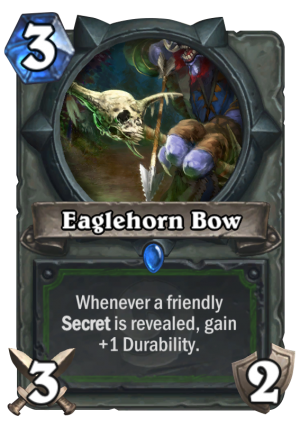 3
Eaglehorn Bow
Whenever a friendly
Secret is revealed, gain
+1 Durability.
3
2